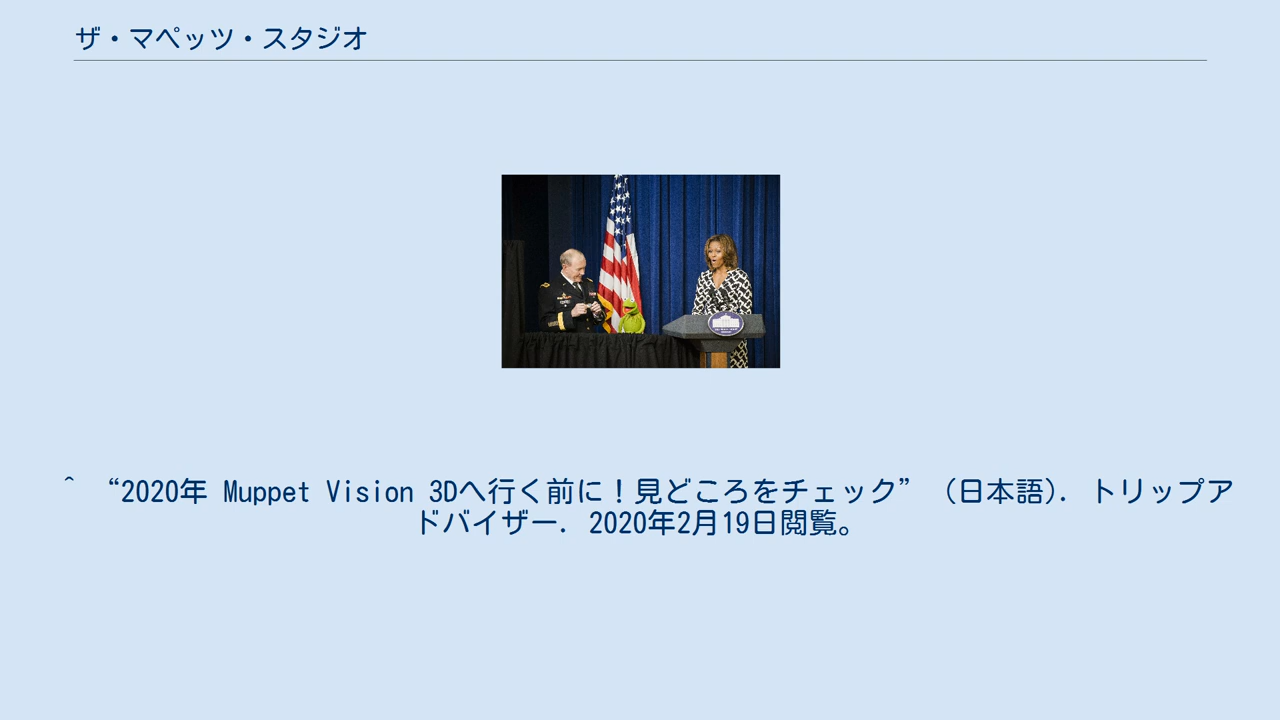 ザ・マペッツ・スタジオ
^ “2020年 Muppet Vision 3Dへ行く前に！見どころをチェック” (日本語). トリップア
ドバイザー. 2020年2月19日閲覧。